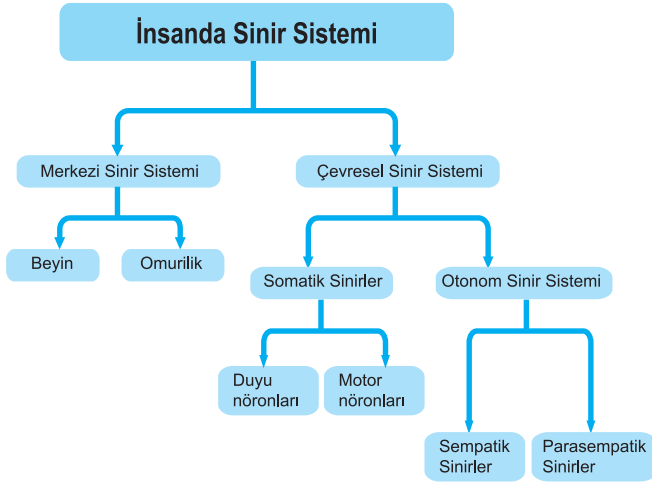 İnsanda Sinir Sistemi
Merkezi Sinir Sistemi
Çevresel Sinir Sistemi
Beyin
Omurilik
Somatik Sinirler
Otonom Sinir Sistemi
Duyu
nöronları
Motor
nöronları
Sempatik
Sinirler
Parasempatik
Sinirler